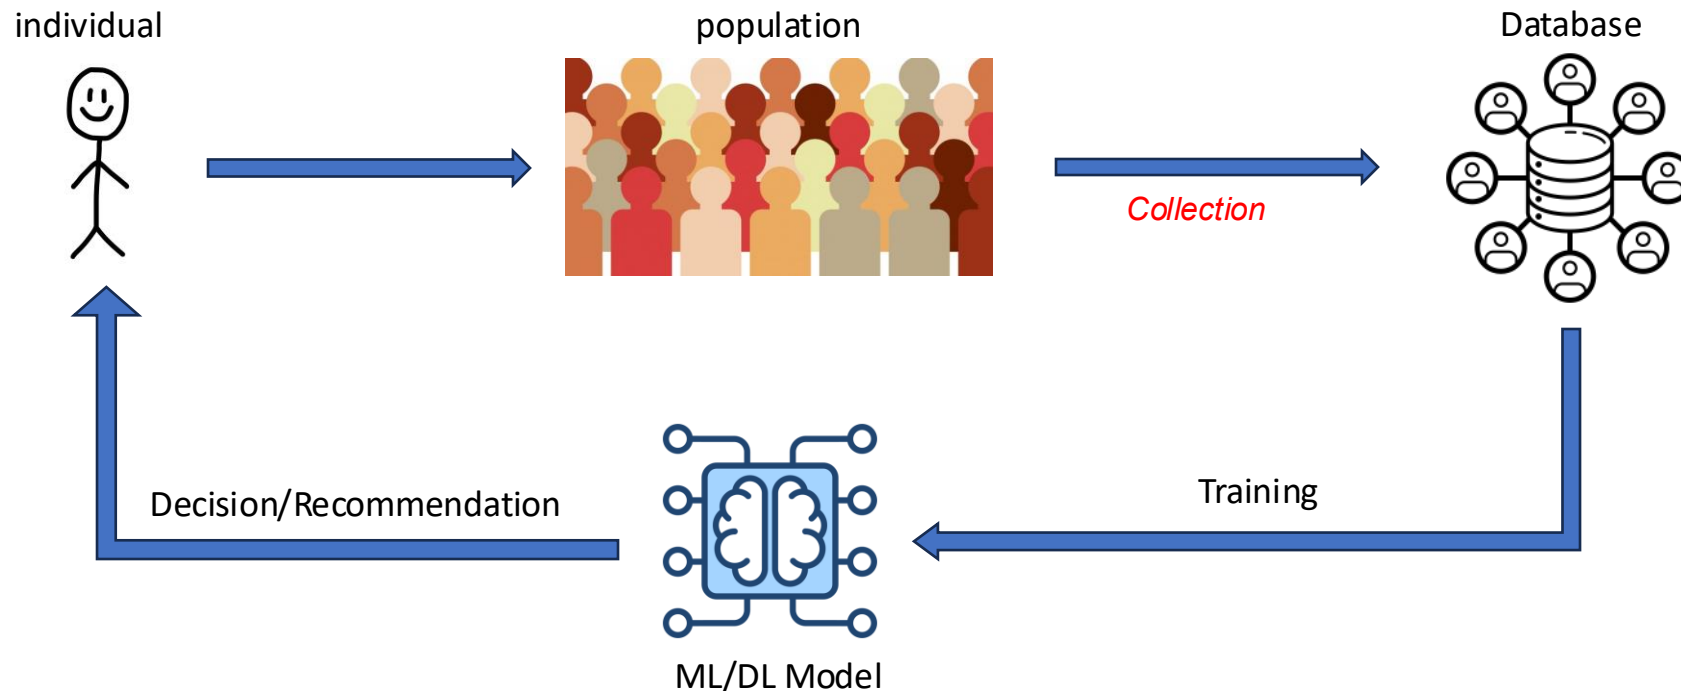 individual
population
Database
Collection
Decision/Recommendation
Training
ML/DL Model